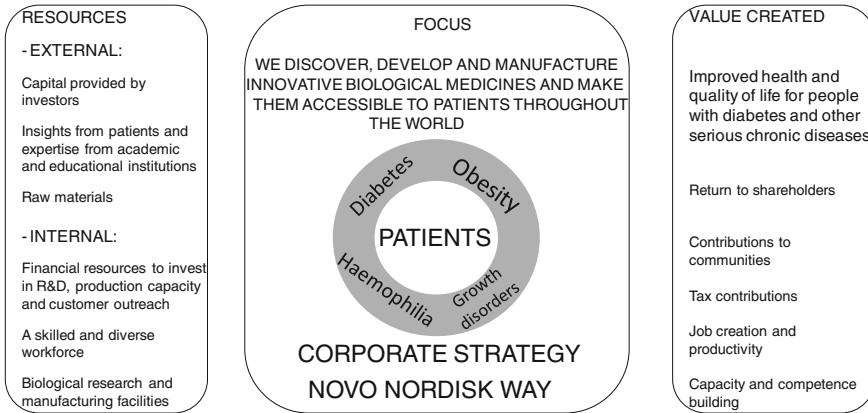 RESOURCES
- EXTERNAL:
Capital provided by
investors
Insights from patients and
expertise from academic
and educational institutions
Raw materials
- INTERNAL:
Financial resources to invest
in R&D, production capacity
and customer outreach
A skilled and diverse
workforce
Biological research and
manufacturing facilities
FOCUS
WE DISCOVER, DEVELOP AND MANUFACTURE
INNOVATIVE BIOLOGICAL MEDICINES AND MAKE
THEM ACCESSIBLE TO PATIENTS THROUGHOUT
THE WORLD
Diabetes
Obesity
PATIENTS
Haemophilia
Growth
disorders
CORPORATE STRATEGY
NOVO NORDISK WAY
VALUE CREATED
Improved health and
quality of life for people
with diabetes and other
serious chronic diseases
Return to shareholders
Contributions to
communities
Tax contributions
Job creation and
productivity
Capacity and competence
building